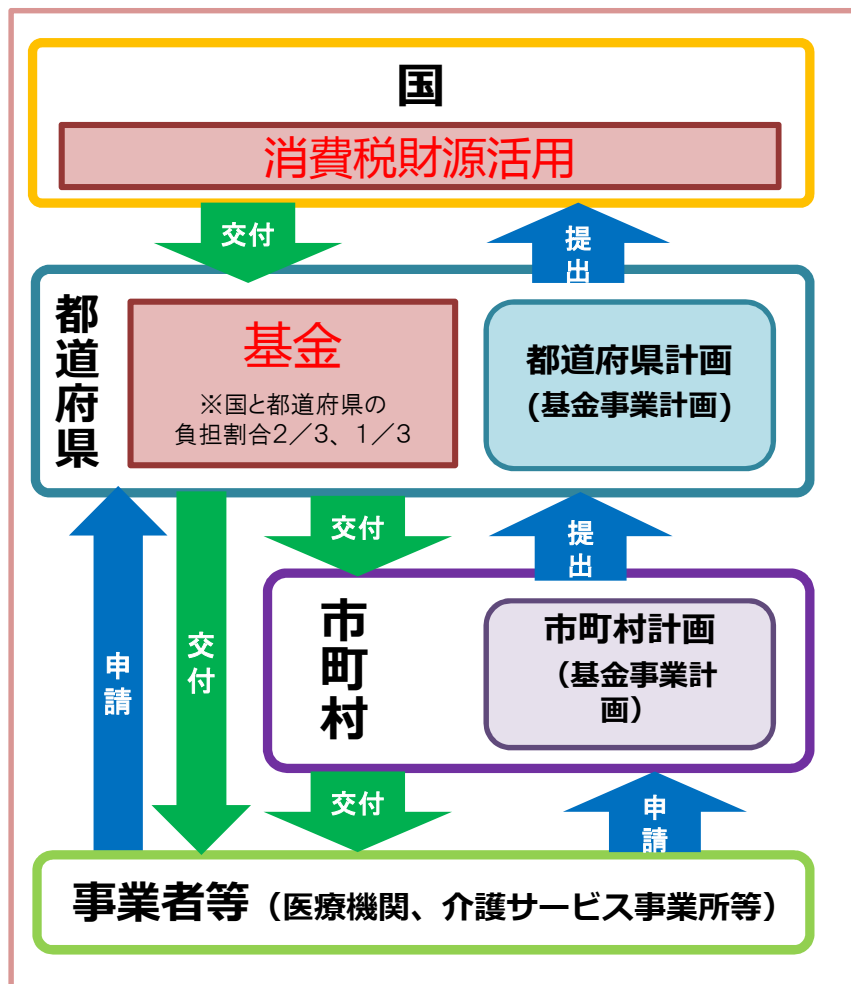 国
消費税財源活用
交付
提
出
都
道
府
県
基金
※国と都道府県の
負担割合2／3、1／3
都道府県計画
(基金事業計画)
交付
提
出
申
請
交
付
市
町
村
市町村計画
（基金事業計
画）
交付
申
請
事業者等（医療機関、介護サービス事業所等）